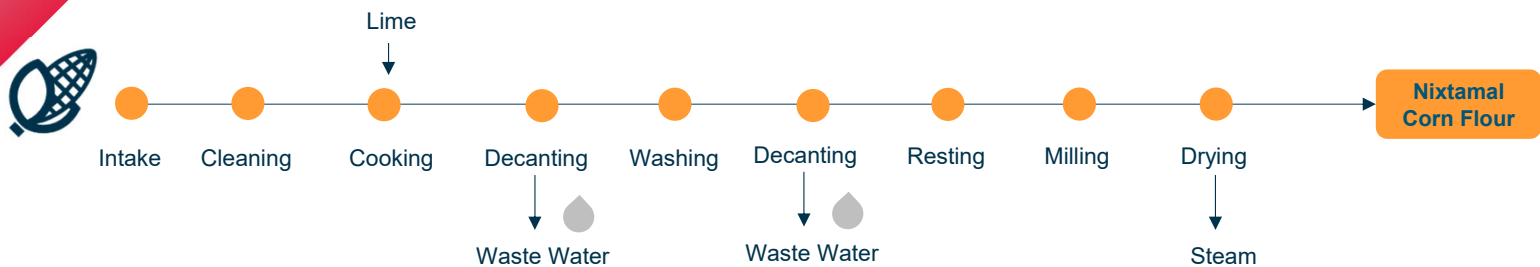 Lime
Nixtamal
Corn Flour
Intake
Cleaning
Cooking
Decanting
Washing
Decanting
Resting
Milling
Drying
Waste Water
Waste Water
Steam